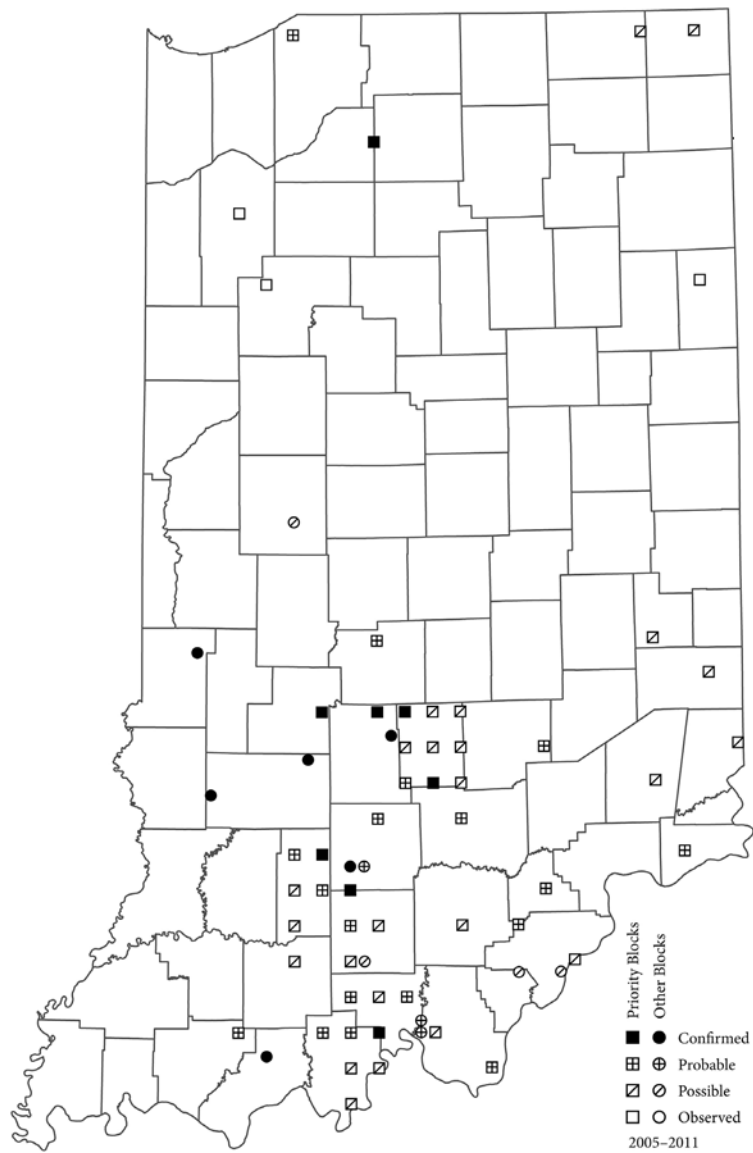 Priority Blocks
Other Blocks
Confirmed
Probable
Possible
Observed
2005–2011